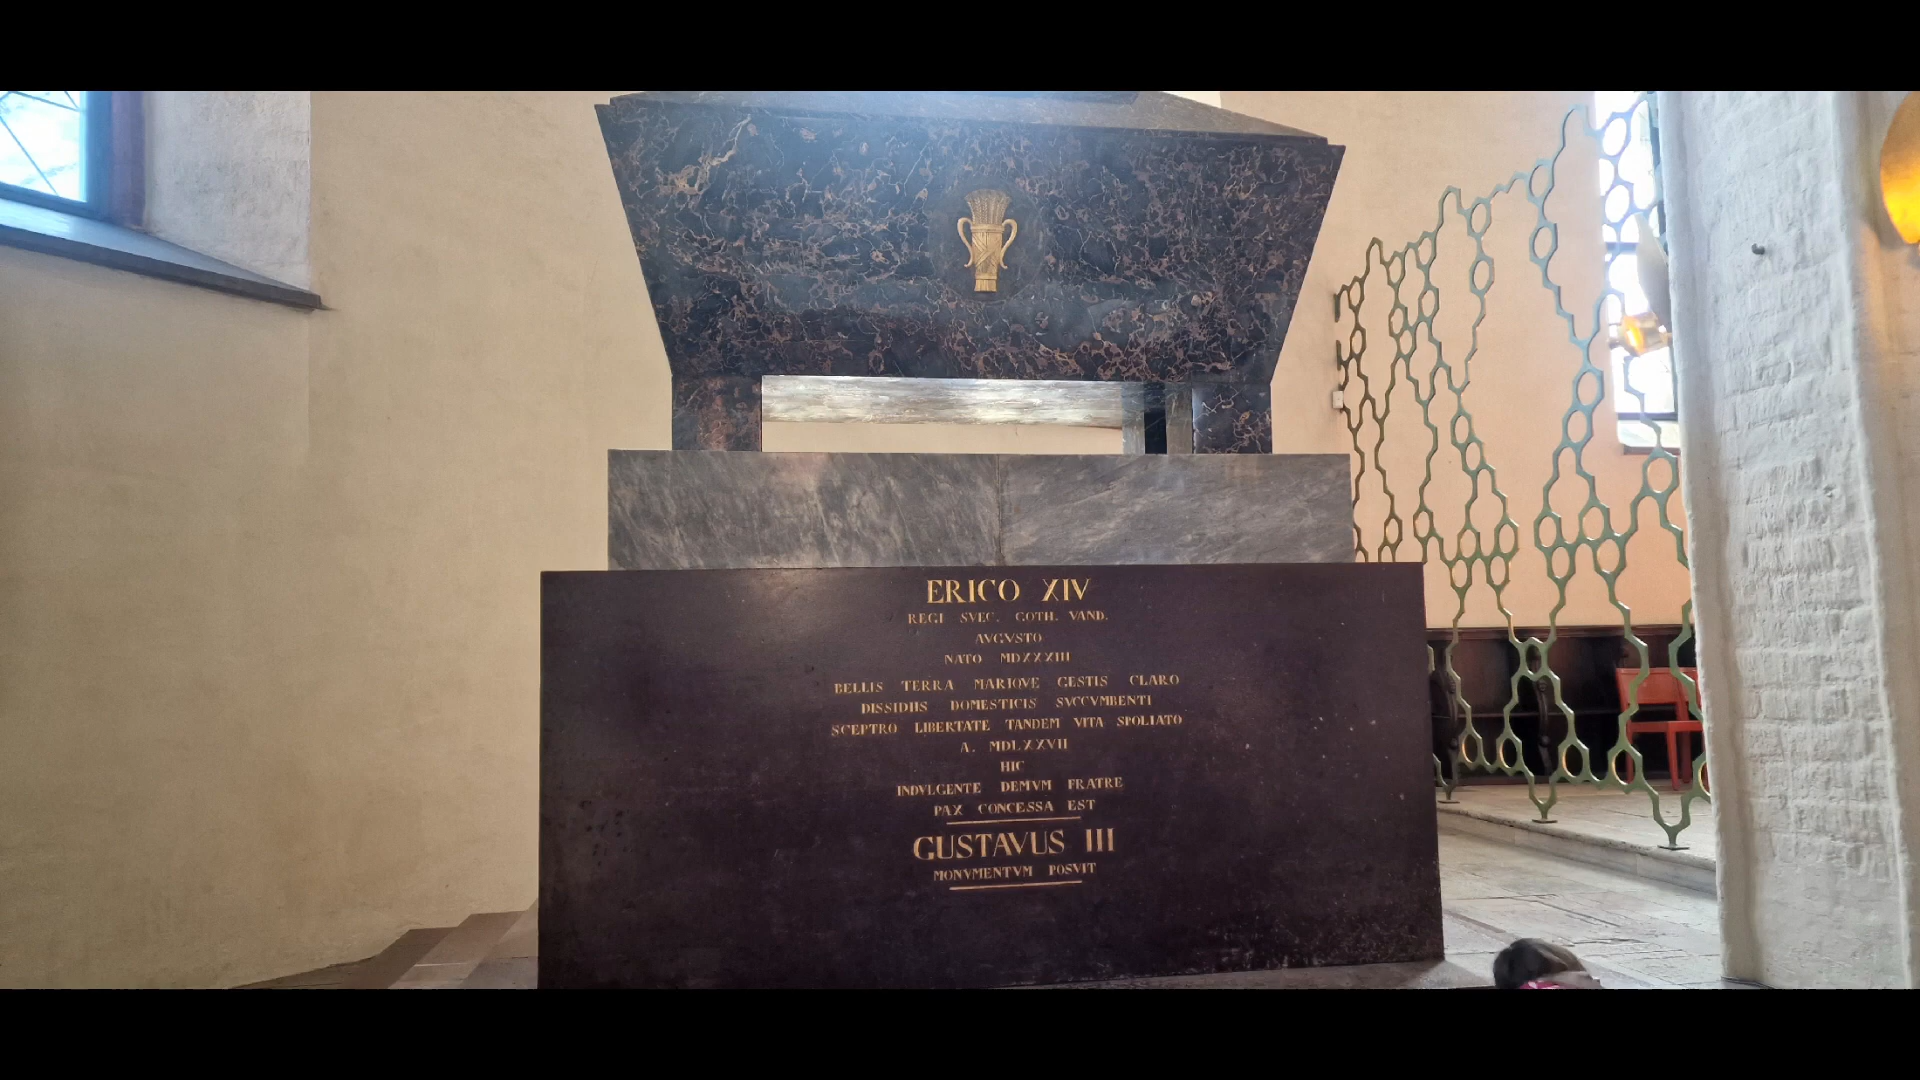 ERICO XIV
REGI SVEC. GOTH. VAND.
AVGVSTO
NATO MDXXXIII
BELLIS TERRA MARIQVE GESTIS CLARO
DISSIDIIS DOMESTICIS SVCCVMBENTI
SCEPTRO LIBERTATE TANDEM VITA SPOLIATO
A. MDLXXVII
HIC
INDVLGENTE DEMVM FRATRE
PAX CONCESSA EST
GUSTAVUS III
MONVMENTVM POSVIT